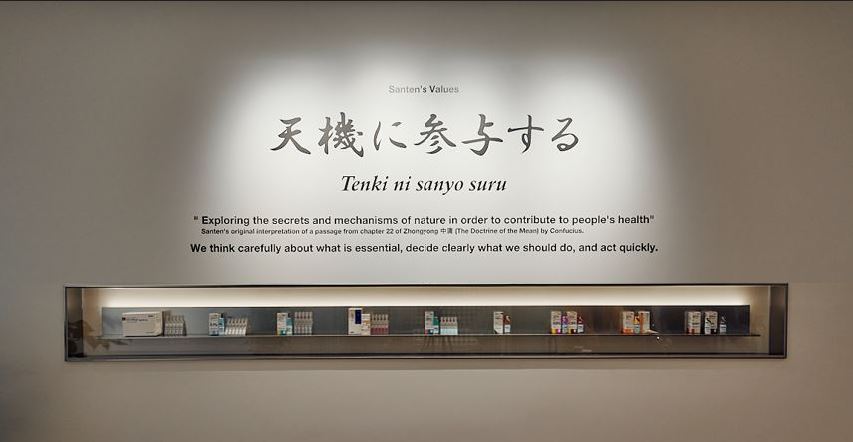 Santen's Values
天機に参与する
Tenki ni sanyo suru
" Exploring the secrets and mechanisms of nature in order to contribute to people's health"
Santen's original interpretation of a passage from chapter 22 of Zhongrong 中庸 (The Doctrine of the Mean) by Confucius.
We think carefully about what is essential, decide clearly what we should do, and act quickly.